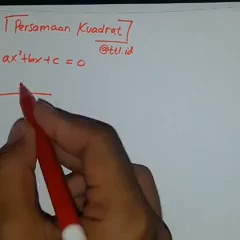 Persamaan Kuadrat
@ttl.id
ax²+bx+c = 0